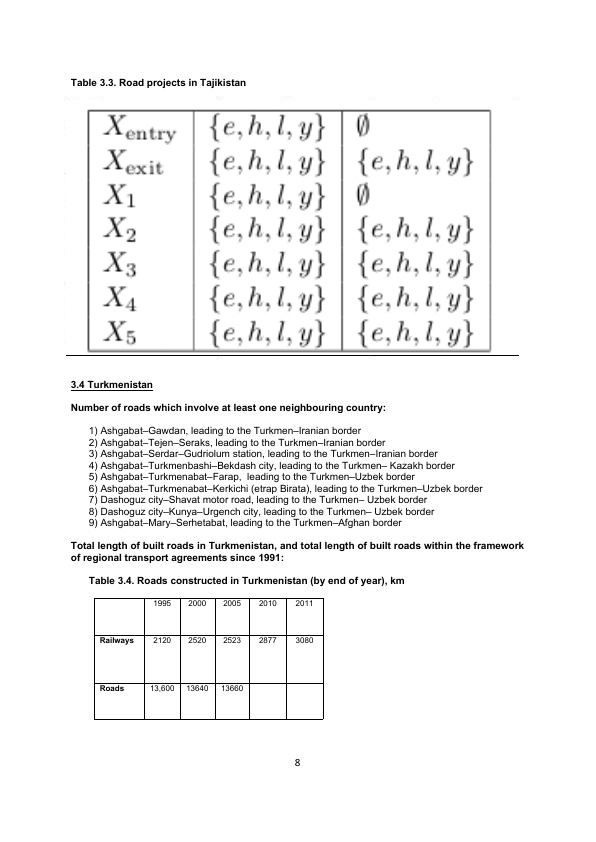 Table 3.3. Road projects in Tajikistan
X_entry {e, h, l, y} ∅
X_exit {e, h, l, y} {e, h, l, y}
X_1 {e, h, l, y} ∅
X_2 {e, h, l, y} {e, h, l, y}
X_3 {e, h, l, y} {e, h, l, y}
X_4 {e, h, l, y} {e, h, l, y}
X_5 {e, h, l, y} {e, h, l, y}
3.4 Turkmenistan
Number of roads which involve at least one neighbouring country:
1) Ashgabat–Gawdan, leading to the Turkmen–Iranian border
2) Ashgabat–Tejen–Seraks, leading to the Turkmen–Iranian border
3) Ashgabat–Serdar–Gudriolum station, leading to the Turkmen–Iranian border
4) Ashgabat–Turkmenbashi–Bekdash city, leading to the Turkmen– Kazakh border
5) Ashgabat–Turkmenabat–Farap,  leading to the Turkmen–Uzbek border
6) Ashgabat–Turkmenabat–Kerkichi (etrap Birata), leading to the Turkmen–Uzbek border
7) Dashoguz city–Shavat motor road, leading to the Turkmen– Uzbek border
8) Dashoguz city–Kunya–Urgench city, leading to the Turkmen– Uzbek border
9) Ashgabat–Mary–Serhetabat, leading to the Turkmen–Afghan border
Total length of built roads in Turkmenistan, and total length of built roads within the framework
of regional transport agreements since 1991:
Table 3.4. Roads constructed in Turkmenistan (by end of year), km
1995 2000 2005 2010 2011
Railways 2120 2520 2523 2877 3080
Roads 13,600 13640 13660
8